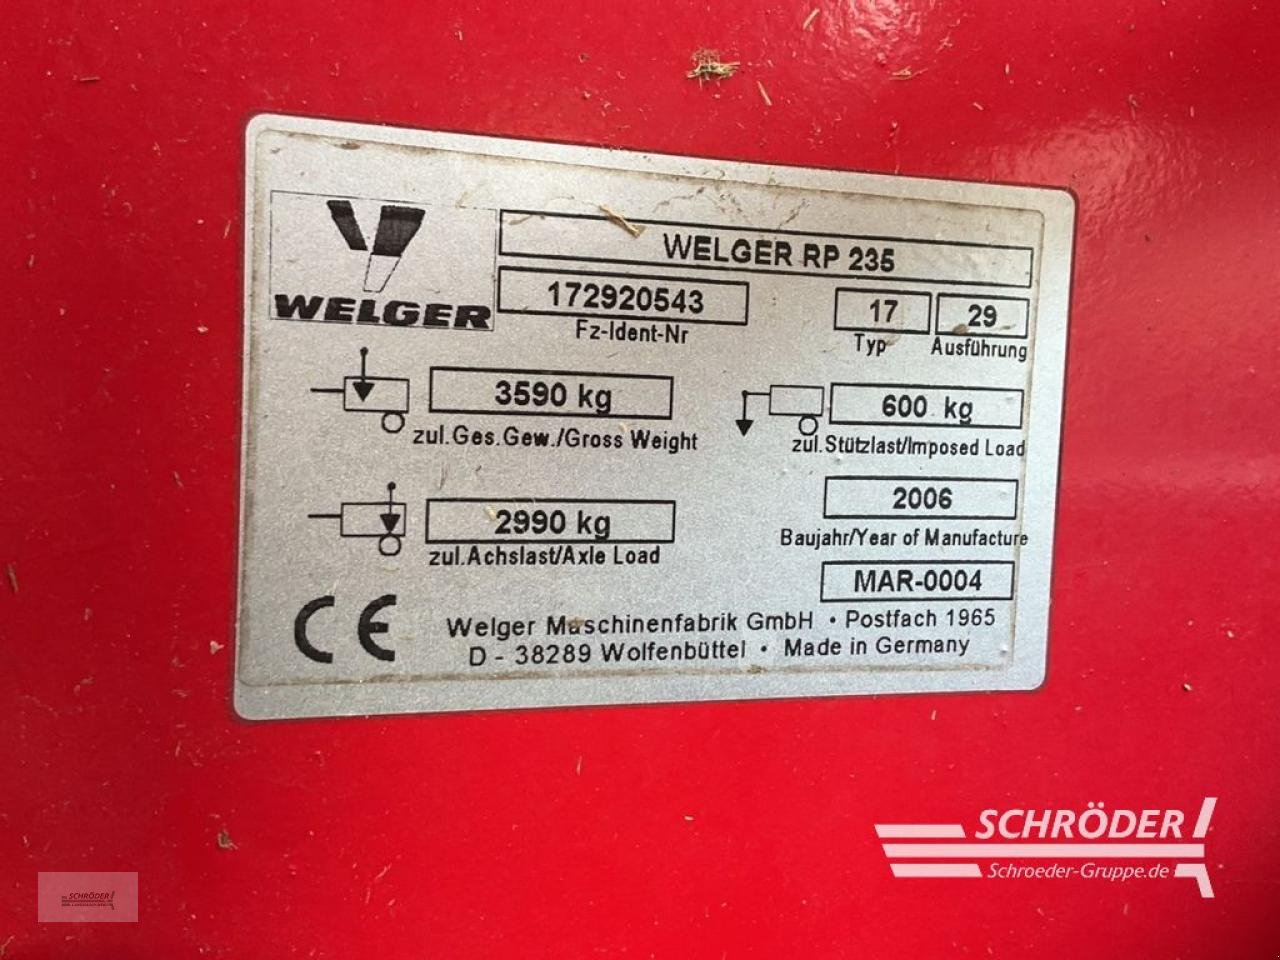 WELGER
WELGER RP 235
172920543
Fz-Ident-Nr
17
Typ
29
Ausführung
3590 kg
zul.Ges.Gew./Gross Weight
600 kg
zul.Stützlast/Imposed Load
2990 kg
zul.Achslast/Axle Load
2006
Baujahr/Year of Manufacture
MAR-0004
CE
Welger Maschinenfabrik GmbH • Postfach 1965
D - 38289 Wolfenbüttel • Made in Germany
SCHRÖDER
Schroeder-Gruppe.de
SCHRÖDER